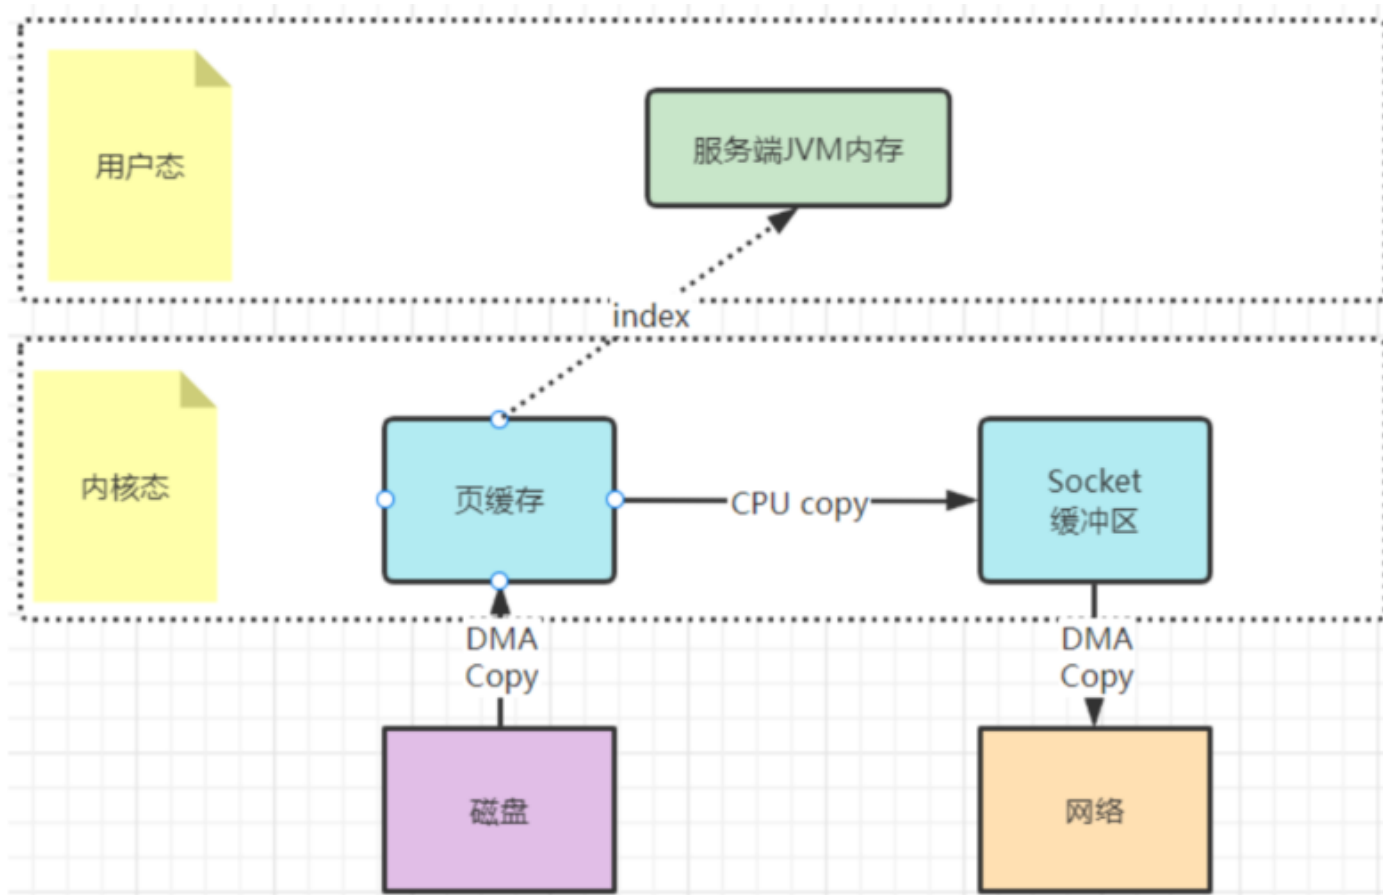 用户态
服务端JVM内存
index
内核态
页缓存
CPU copy
Socket
缓冲区
DMA
Copy
DMA
Copy
磁盘
网络